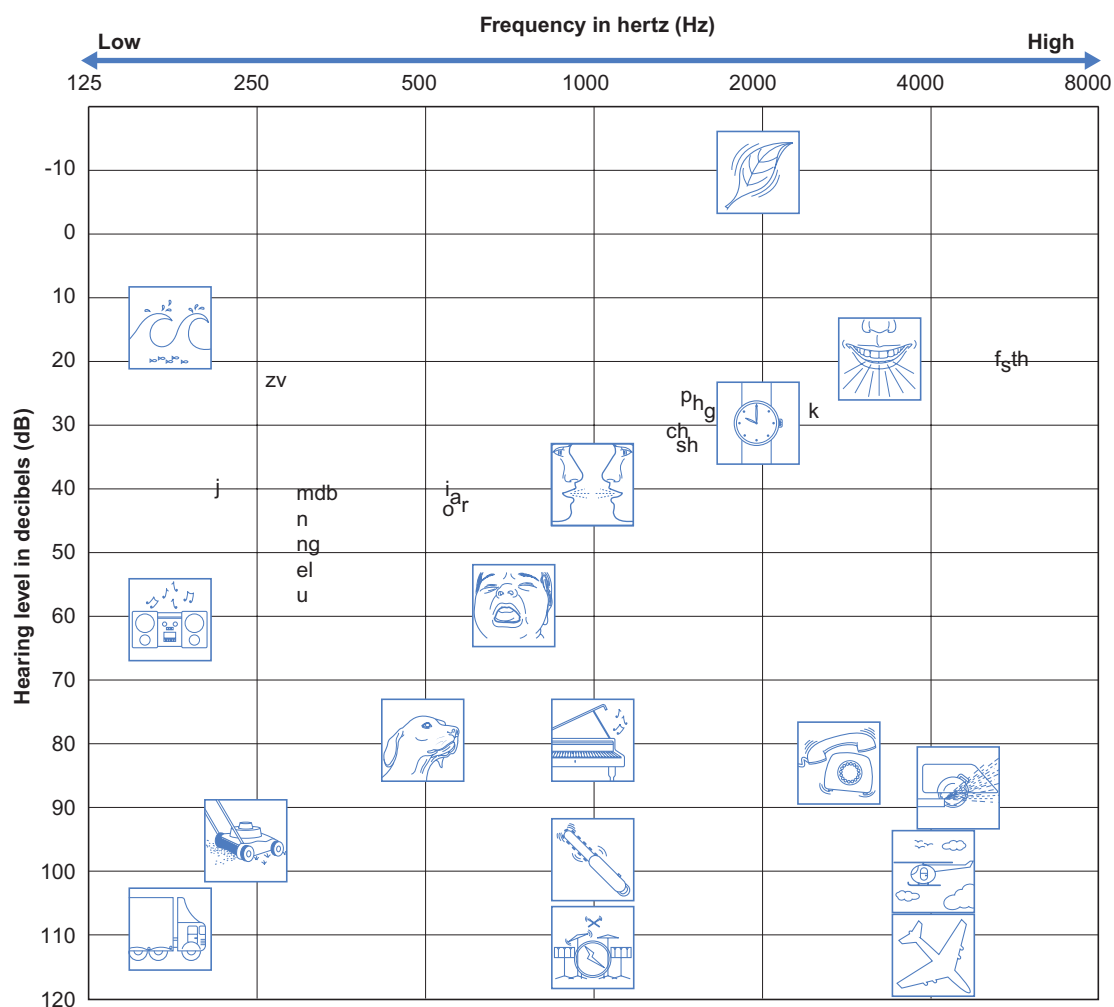 Frequency in hertz (Hz)
Low High
125 250 500 1000 2000 4000 8000
Hearing level in decibels (dB)
-10
0
10
20
30
40
50
60
70
80
90
100
110
120
zv
j
mdb
n
ng
el
u
i a r
o
p h g
ch
sh
k
f s th